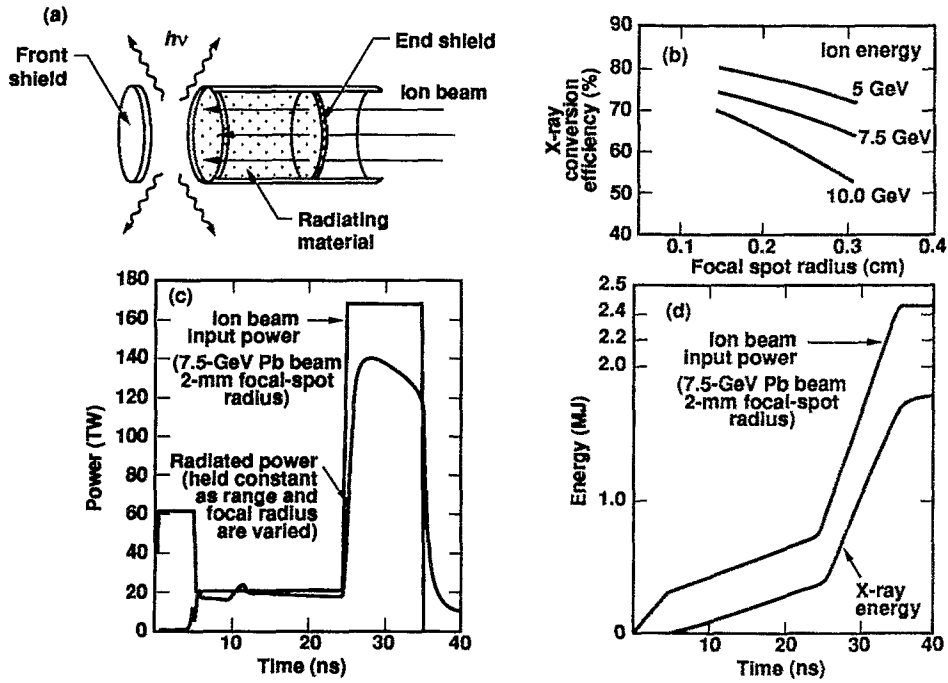 (a)
hν
Front
shield
End shield
Ion beam
Radiating
material
(b)
Ion energy
X-ray
conversion
efficiency (%)
90
80
70
60
50
40
5 GeV
7.5 GeV
10.0 GeV
0.1
0.2
0.3
0.4
Focal spot radius (cm)
(c)
Power (TW)
180
160
140
120
100
80
60
40
20
0
Ion beam
input power
(7.5-GeV Pb beam
2-mm focal-spot
radius)
Radiated power
(held constant
as range and
focal radius
are varied)
10
20
30
40
Time (ns)
(d)
Energy (MJ)
2.5
2.4
2.0
1.0
0
Ion beam
input power
(7.5-GeV Pb beam
2-mm focal-spot
radius)
X-ray
energy
10
20
30
40
Time (ns)